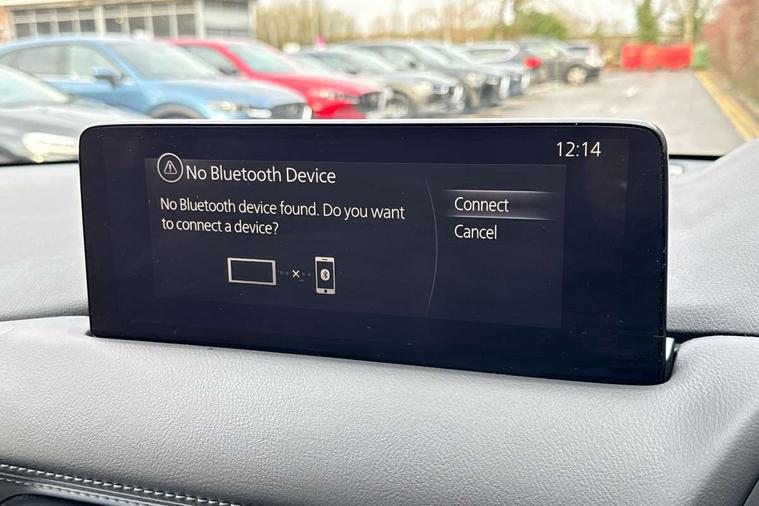 12:14
No Bluetooth Device
No Bluetooth device found. Do you want
to connect a device?
Connect
Cancel